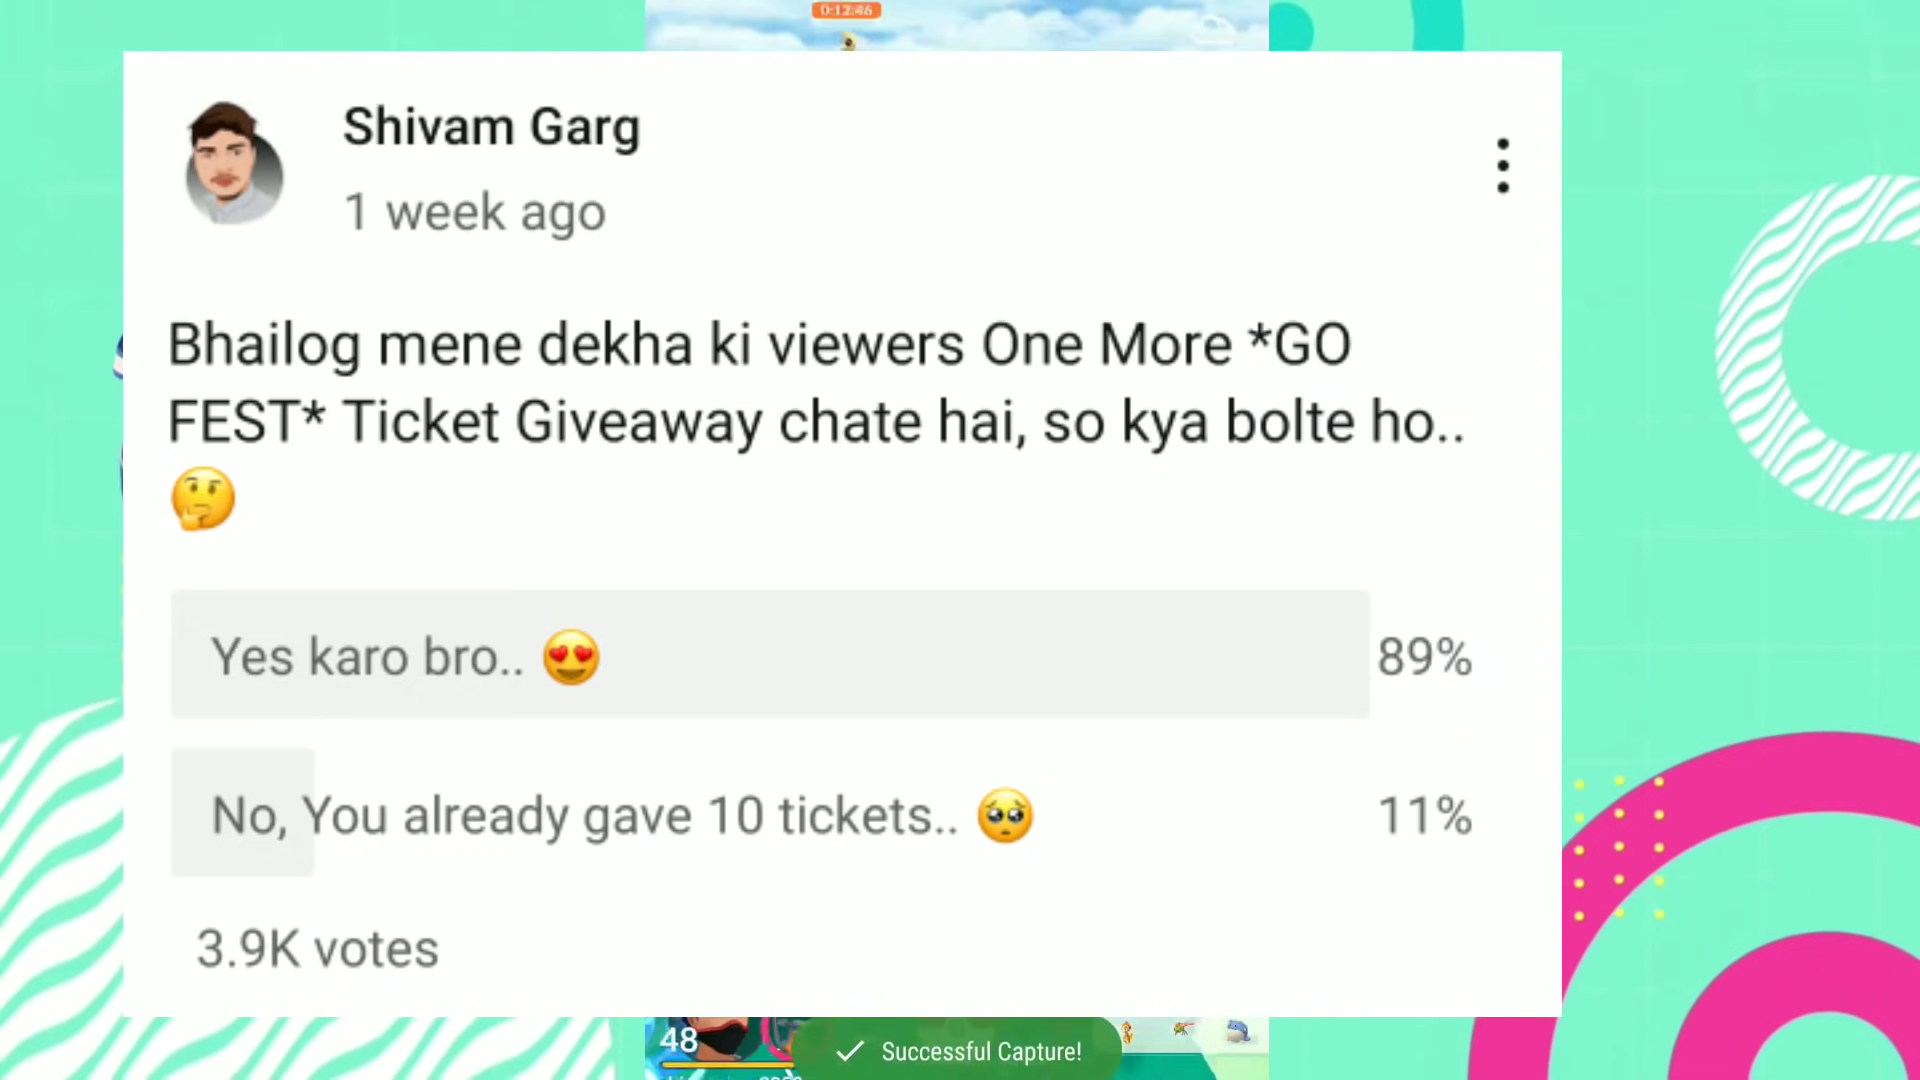 0:12:46
Shivam Garg
1 week ago
Bhailog mene dekha ki viewers One More *GO
FEST* Ticket Giveaway chate hai, so kya bolte ho..
🤔
Yes karo bro.. 😍 89%
No, You already gave 10 tickets.. 🥺 11%
3.9K votes
48
Successful Capture!